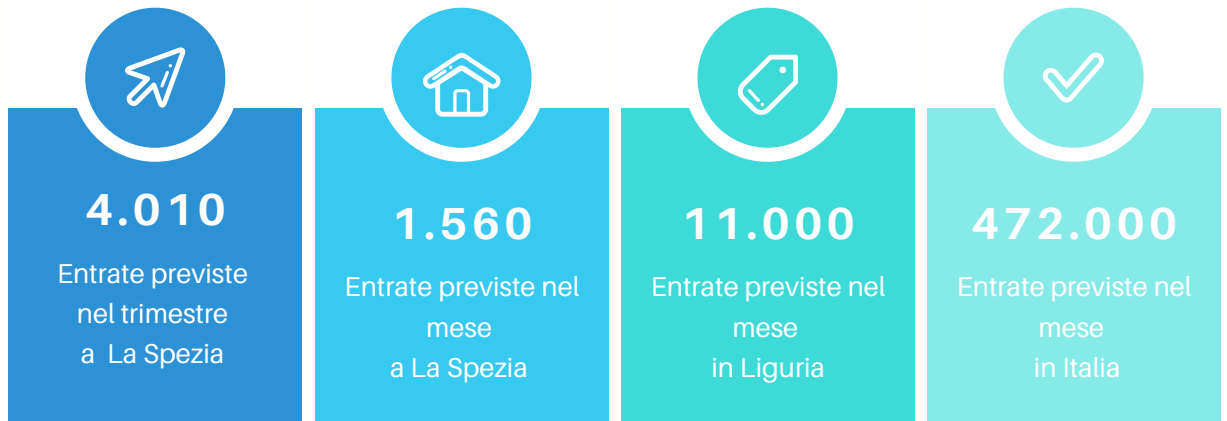 4.010
Entrate previste
nel trimestre
a La Spezia
1.560
Entrate previste nel
mese
a La Spezia
11.000
Entrate previste nel
mese
in Liguria
472.000
Entrate previste nel
mese
in Italia